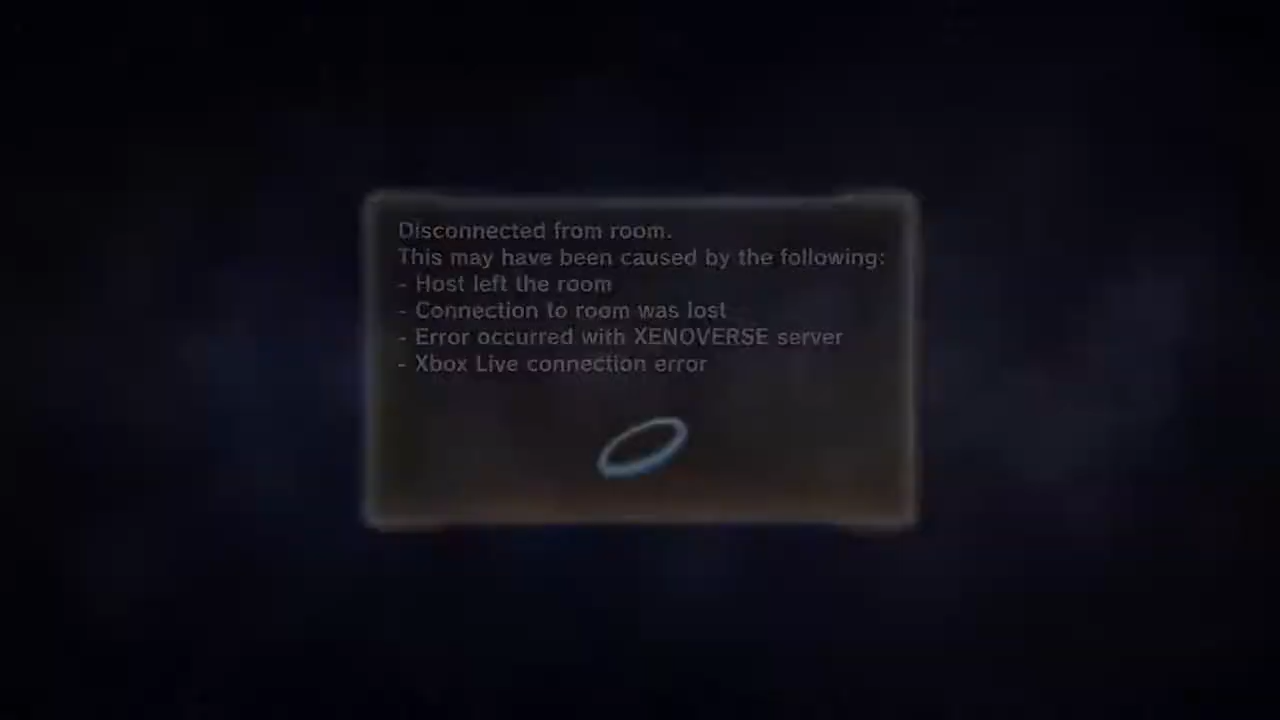 Disconnected from room.
This may have been caused by the following:
- Host left the room
- Connection to room was lost
- Error occurred with XENOVERSE server
- Xbox Live connection error